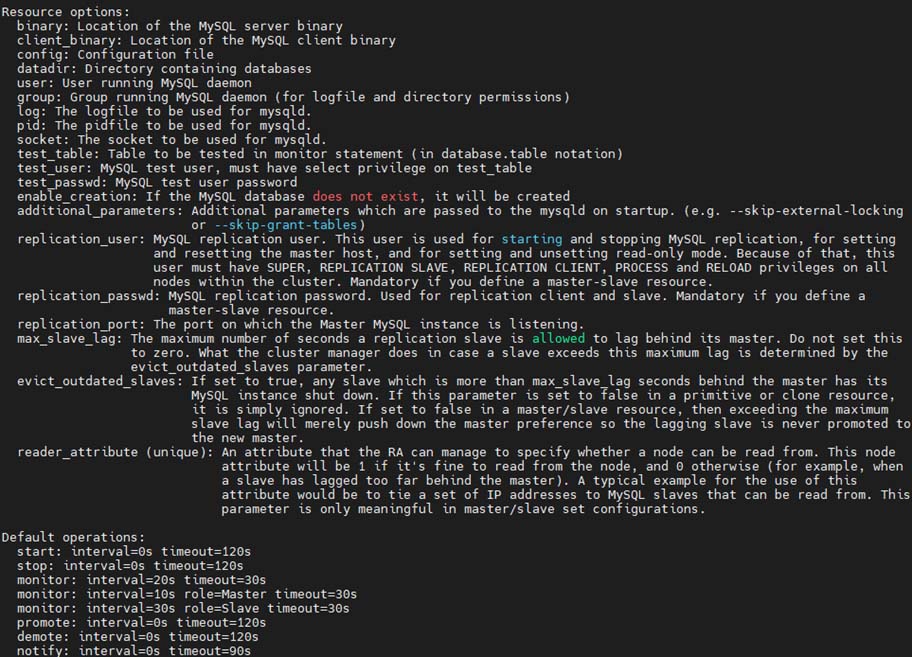 Resource options:
binary: Location of the MySQL server binary
client_binary: Location of the MySQL client binary
config: Configuration file
datadir: Directory containing databases
user: User running MySQL daemon
group: Group running MySQL daemon (for logfile and directory permissions)
log: The logfile to be used for mysqld.
pid: The pidfile to be used for mysqld.
socket: The socket to be used for mysqld.
test_table: Table to be tested in monitor statement (in database.table notation)
test_user: MySQL test user, must have select privilege on test_table
test_passwd: MySQL test user password
enable_creation: If the MySQL database does not exist, it will be created
additional_parameters: Additional parameters which are passed to the mysqld on startup. (e.g. --skip-external-locking
or --skip-grant-tables)
replication_user: MySQL replication user. This user is used for starting and stopping MySQL replication, for setting
and resetting the master host, and for setting and unsetting read-only mode. Because of that, this
user must have SUPER, REPLICATION SLAVE, REPLICATION CLIENT, PROCESS and RELOAD privileges on all
nodes within the cluster. Mandatory if you define a master-slave resource.
replication_passwd: MySQL replication password. Used for replication client and slave. Mandatory if you define a
master-slave resource.
replication_port: The port on which the Master MySQL instance is listening.
max_slave_lag: The maximum number of seconds a replication slave is allowed to lag behind its master. Do not set this
to zero. What the cluster manager does in case a slave exceeds this maximum lag is determined by the
evict_outdated_slaves parameter.
evict_outdated_slaves: If set to true, any slave which is more than max_slave_lag seconds behind the master has its
MySQL instance shut down. If this parameter is set to false in a primitive or clone resource,
it is simply ignored. If set to false in a master/slave resource, then exceeding the maximum
slave lag will merely push down the master preference so the lagging slave is never promoted to
the new master.
reader_attribute (unique): An attribute that the RA can manage to specify whether a node can be read from. This node
attribute will be 1 if it's fine to read from the node, and 0 otherwise (for example, when
a slave has lagged too far behind the master). A typical example for the use of this
attribute would be to tie a set of IP addresses to MySQL slaves that can be read from. This
parameter is only meaningful in master/slave set configurations.
Default operations:
start: interval=0s timeout=120s
stop: interval=0s timeout=120s
monitor: interval=20s timeout=30s
monitor: interval=10s role=Master timeout=30s
monitor: interval=30s role=Slave timeout=30s
promote: interval=0s timeout=120s
demote: interval=0s timeout=120s
notify: interval=0s timeout=90s